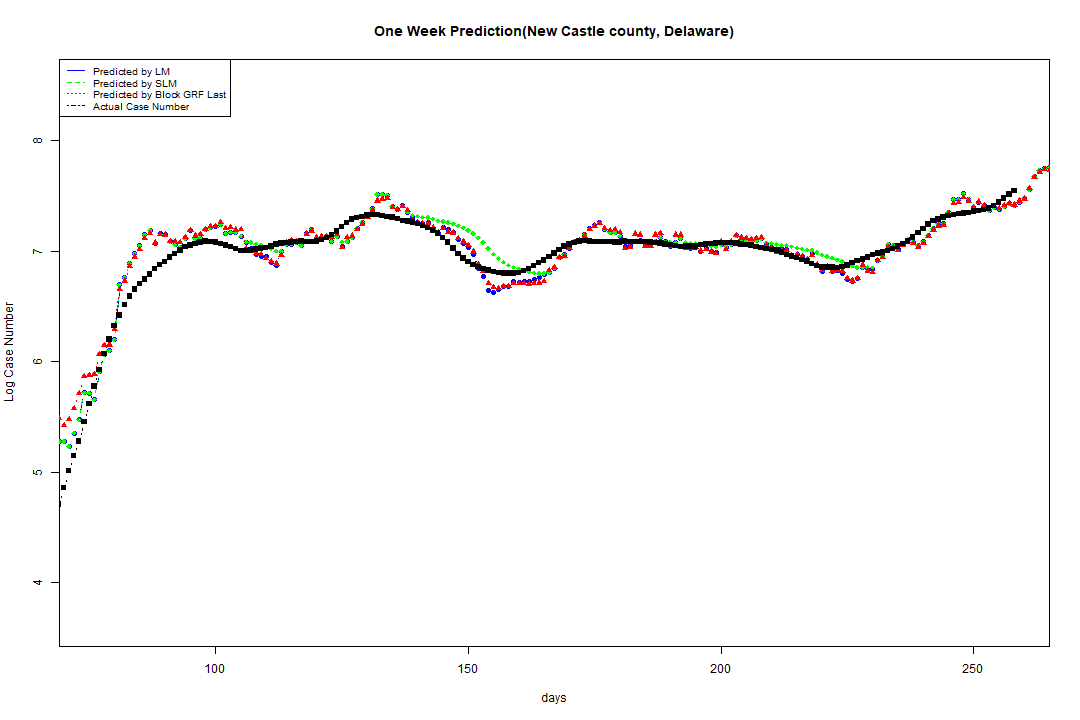 One Week Prediction(New Castle county, Delaware)
Predicted by LM
Predicted by SLM
Predicted by Block GRF Last
Actual Case Number
8
7
6
5
4
Log Case Number
100 150 200 250
days